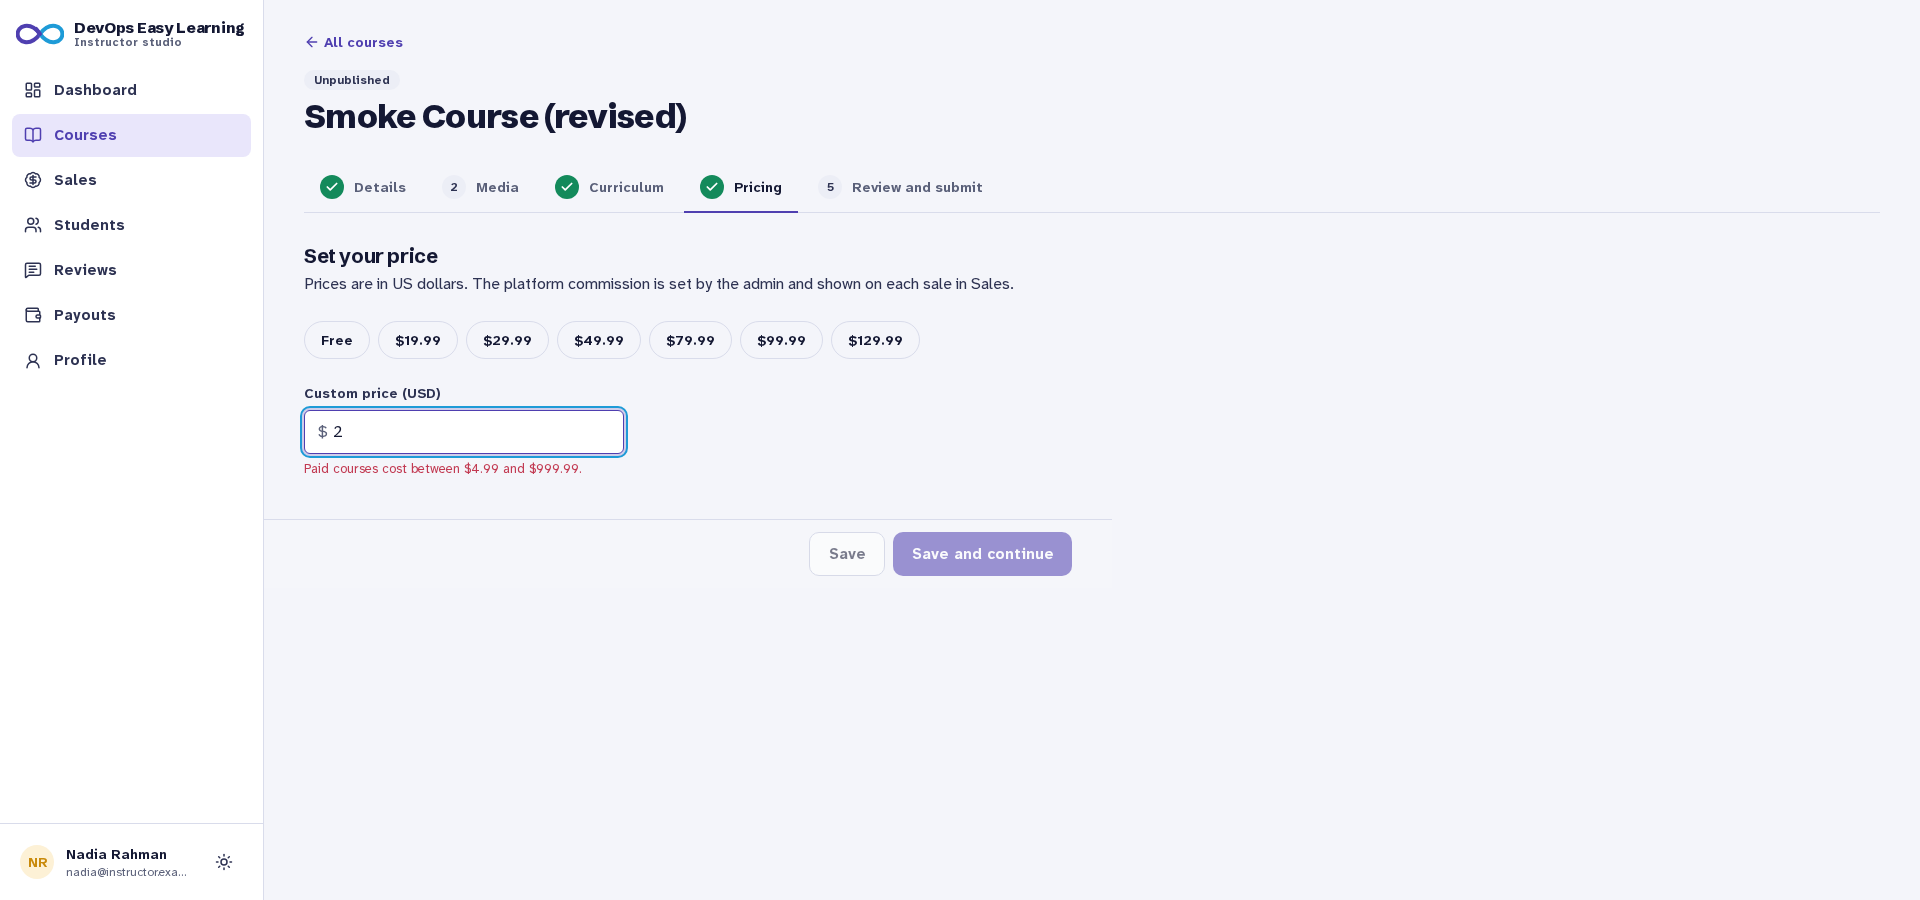 DevOps Easy Learning
Instructor studio
Dashboard
Courses
Sales
Students
Reviews
Payouts
Profile
Nadia Rahman
nadia@instructor.exa...
NR
All courses
Unpublished
Smoke Course (revised)
Details
2 Media
Curriculum
Pricing
5 Review and submit
Set your price
Prices are in US dollars. The platform commission is set by the admin and shown on each sale in Sales.
Free $19.99 $29.99 $49.99 $79.99 $99.99 $129.99
Custom price (USD)
$ 2
Paid courses cost between $4.99 and $999.99.
Save Save and continue